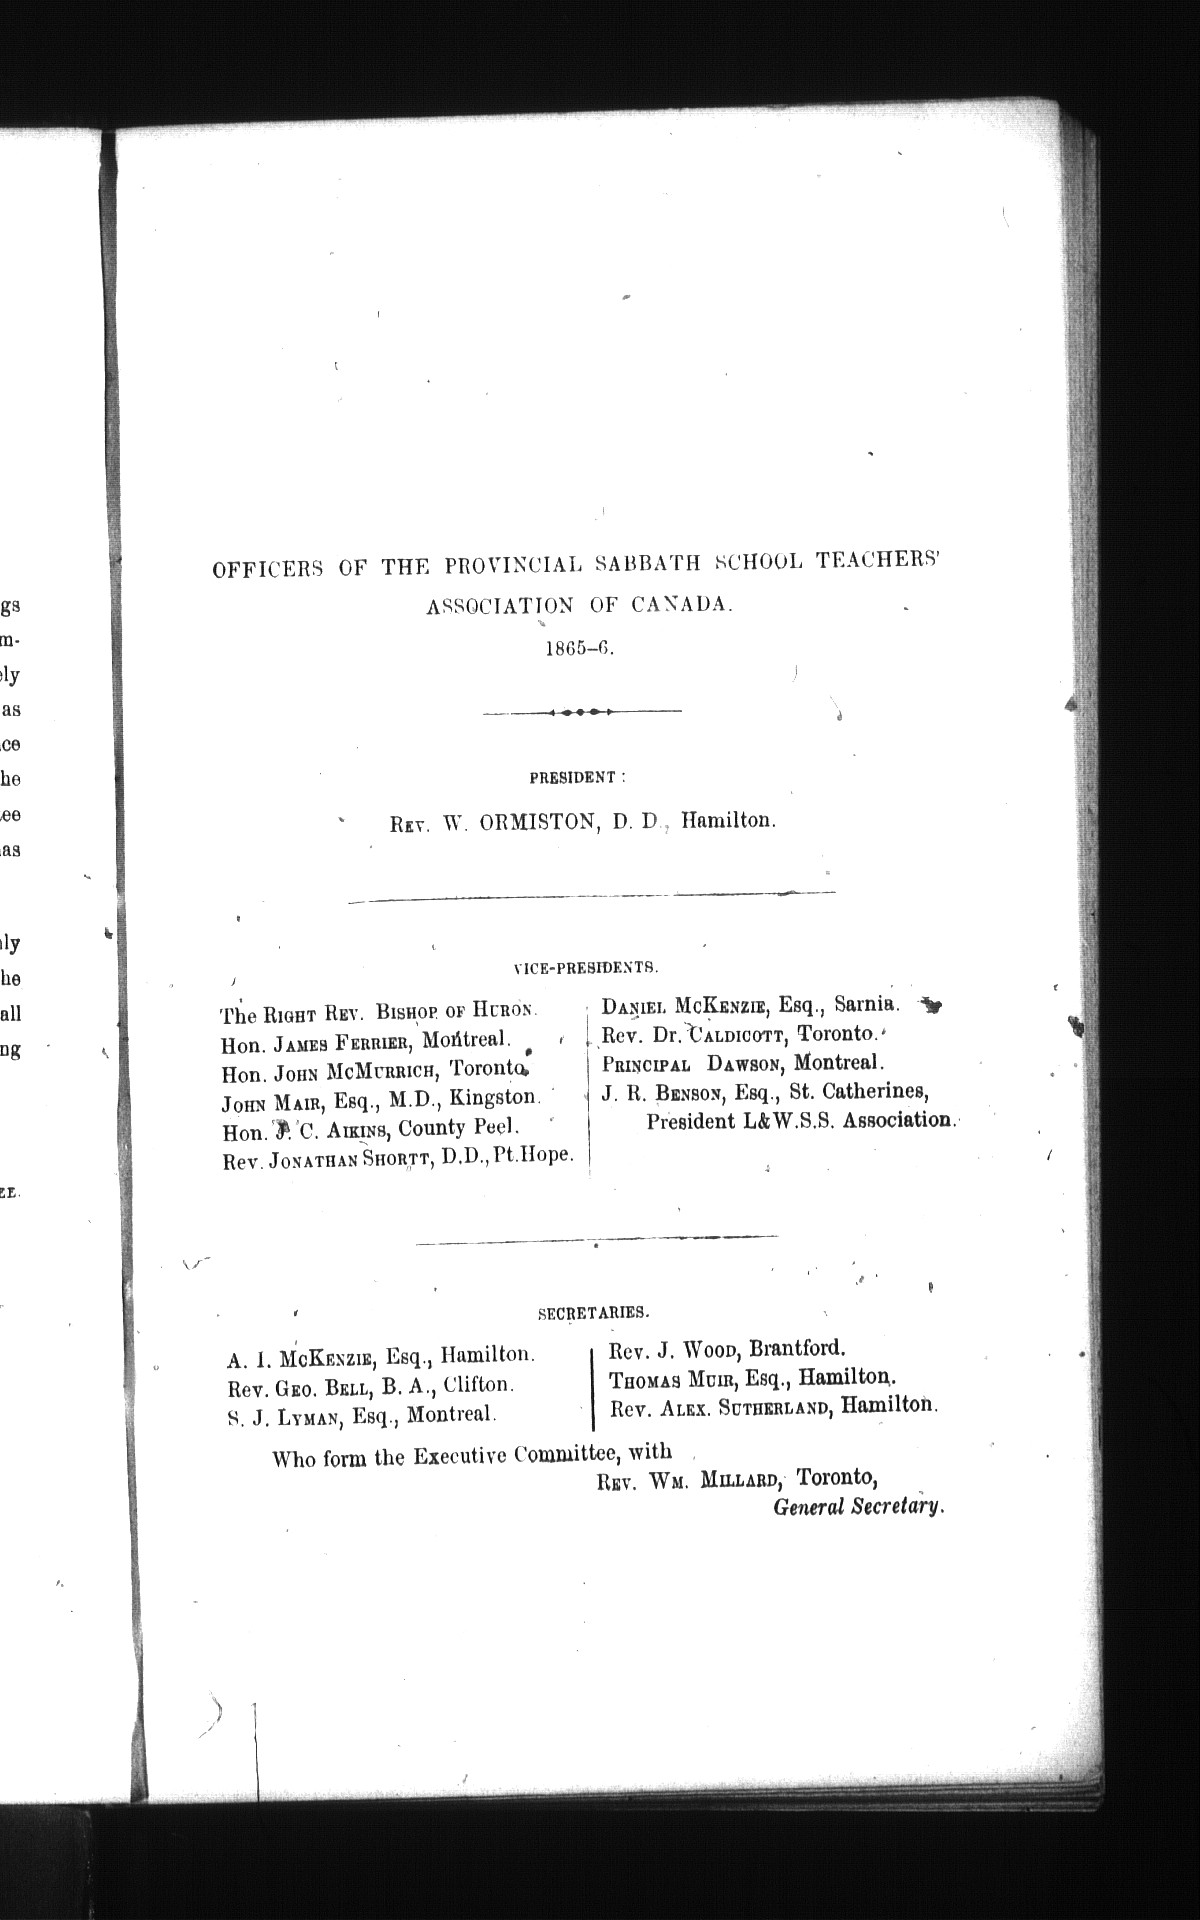 OFFICERS OF THE PROVINCIAL SABBATH SCHOOL TEACHERS'
ASSOCIATION OF CANADA.
1865–6.
PRESIDENT:
REV. W. ORMISTON, D. D., Hamilton.
VICE-PRESIDENTS.
The RIGHT REV. BISHOP OF HURON.
Hon. JAMES FERRIER, Montreal.
Hon. JOHN MCMURRICH, Toronto.
JOHN MAIR, Esq., M.D., Kingston.
Hon. J. C. AIKINS, County Peel.
Rev. JONATHAN SHORTT, D.D., Pt. Hope.
DANIEL MCKENZIE, Esq., Sarnia.
Rev. Dr. CALDICOTT, Toronto.
PRINCIPAL DAWSON, Montreal.
J. R. BENSON, Esq., St. Catherines,
President L&W.S.S. Association.
SECRETARIES.
A. I. MCKENZIE, Esq., Hamilton.
Rev. GEO. BELL, B. A., Clifton.
S. J. LYMAN, Esq., Montreal.
Rev. J. WOOD, Brantford.
THOMAS MUIR, Esq., Hamilton.
Rev. ALEX. SUTHERLAND, Hamilton.
Who form the Executive Committee, with
REV. WM. MILLARD, Toronto,
General Secretary.